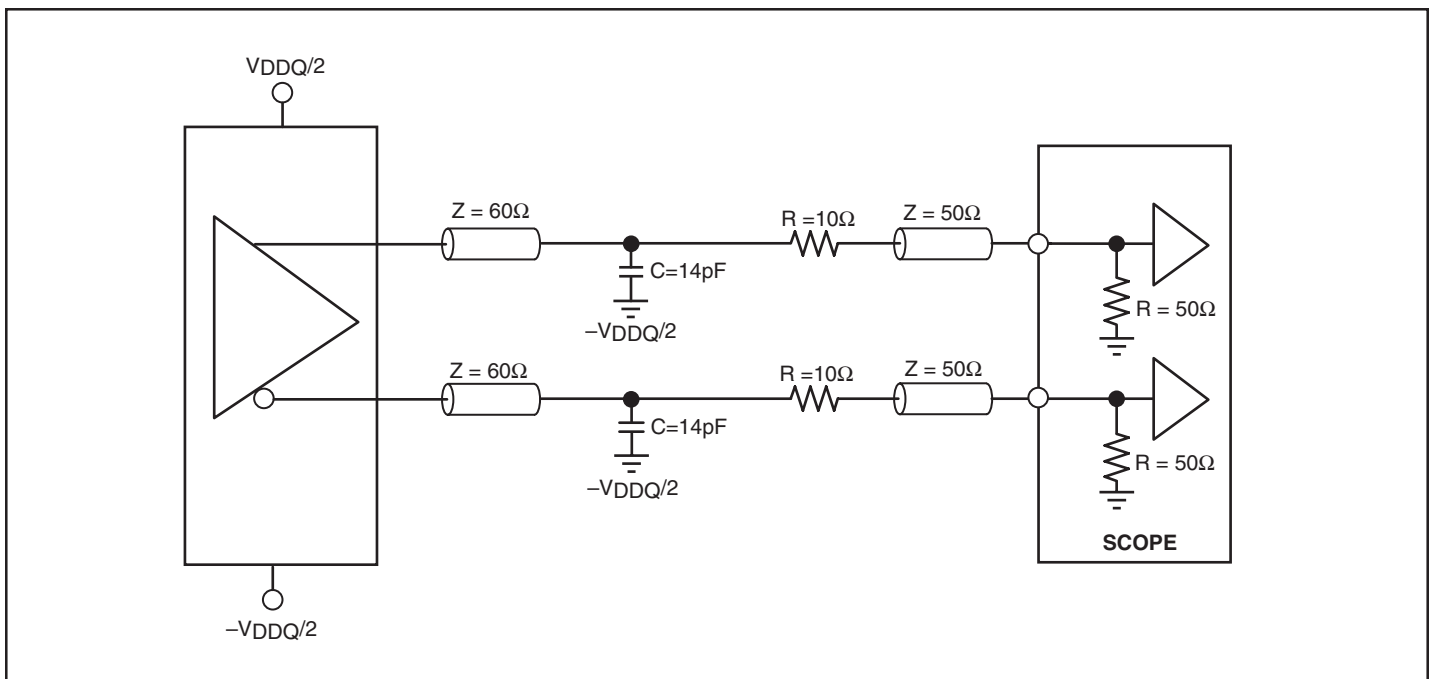 VDDQ/2
Z = 60Ω
R =10Ω
Z = 50Ω
C=14pF
–VDDQ/2
R = 50Ω
Z = 60Ω
R =10Ω
Z = 50Ω
C=14pF
–VDDQ/2
R = 50Ω
SCOPE
–VDDQ/2